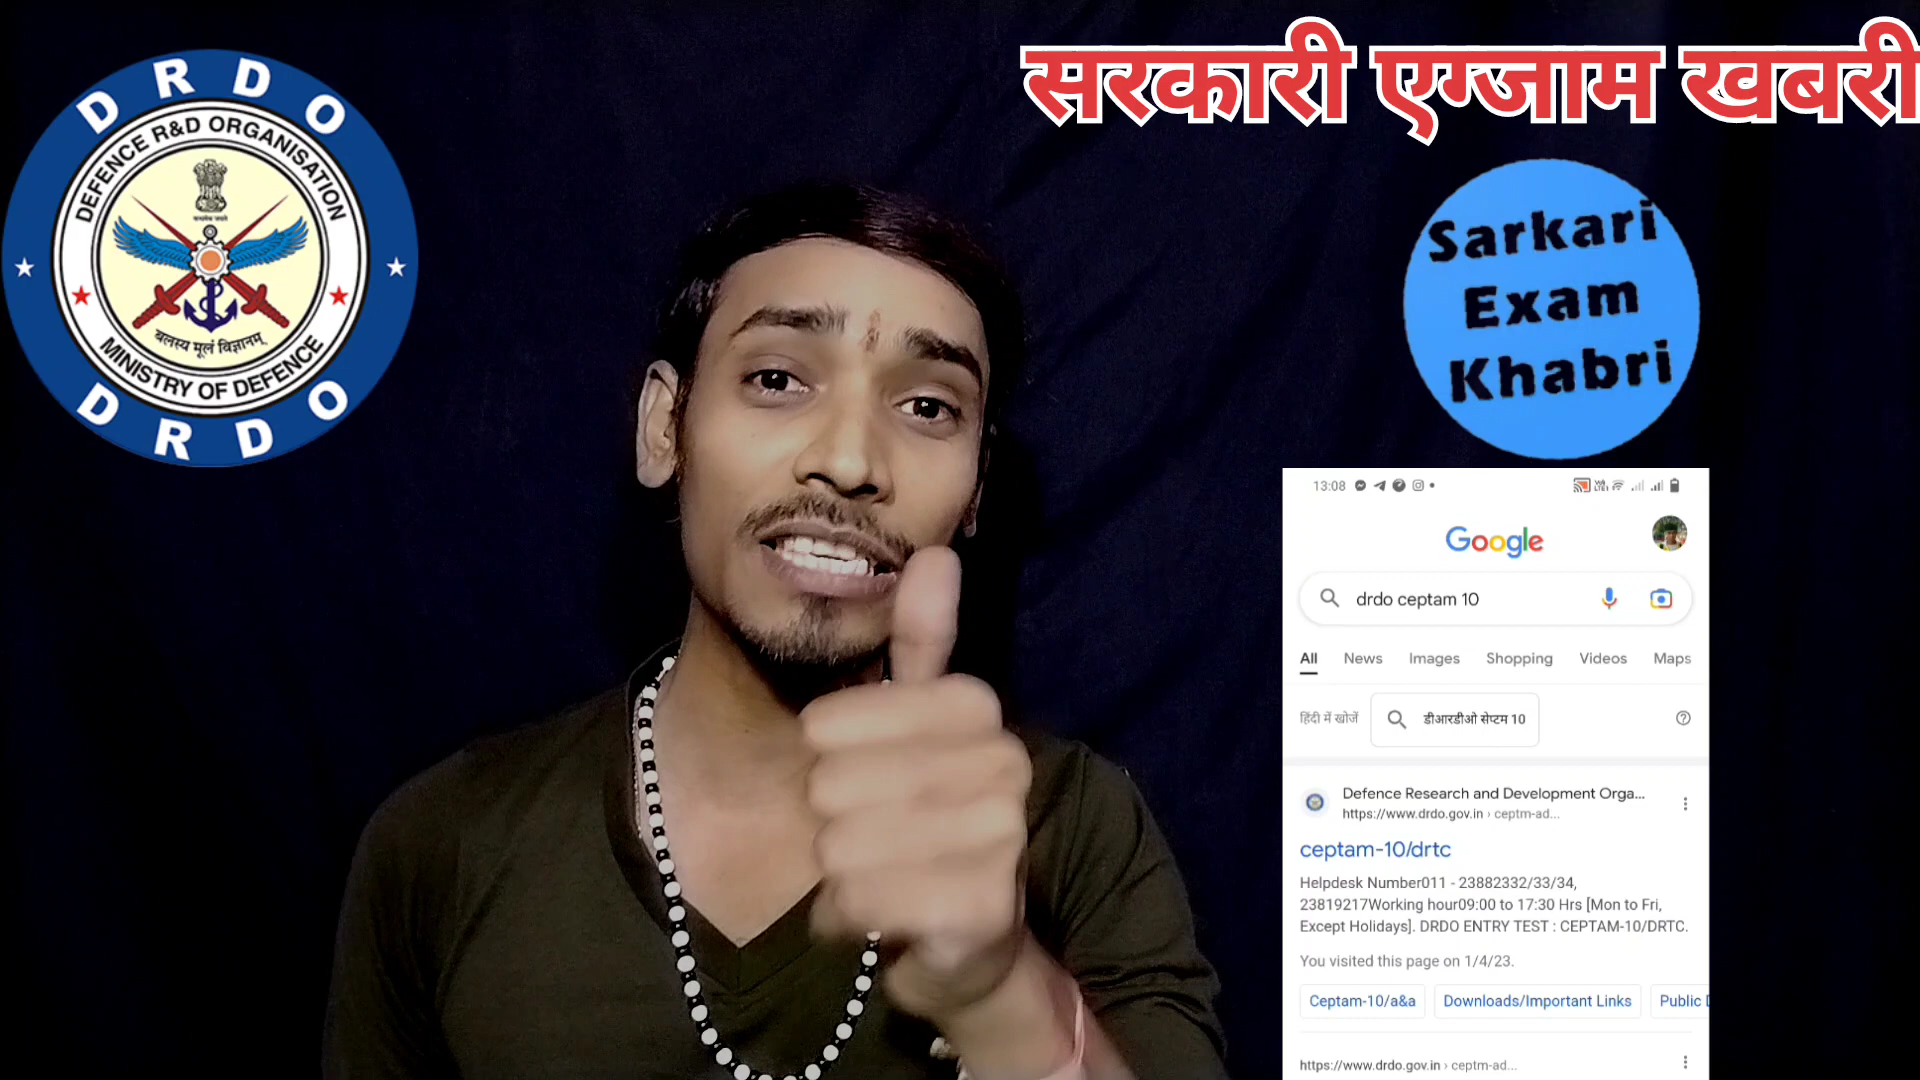 सरकारी एग्जाम खबरी
D R D O
DEFENCE R&D ORGANISATION
बलस्य मूलं विज्ञानम्
MINISTRY OF DEFENCE
D R D O
Sarkari
Exam
Khabri
13:08
Google
drdo ceptam 10
All News Images Shopping Videos Maps
हिंदी में खोजें डीआरडीओ सेप्टम 10
Defence Research and Development Orga...
https://www.drdo.gov.in › ceptm-ad...
ceptam-10/drtc
Helpdesk Number011 - 23882332/33/34,
23819217Working hour09:00 to 17:30 Hrs [Mon to Fri,
Except Holidays]. DRDO ENTRY TEST : CEPTAM-10/DRTC.
You visited this page on 1/4/23.
Ceptam-10/a&a Downloads/Important Links Public
https://www.drdo.gov.in › ceptm-ad...